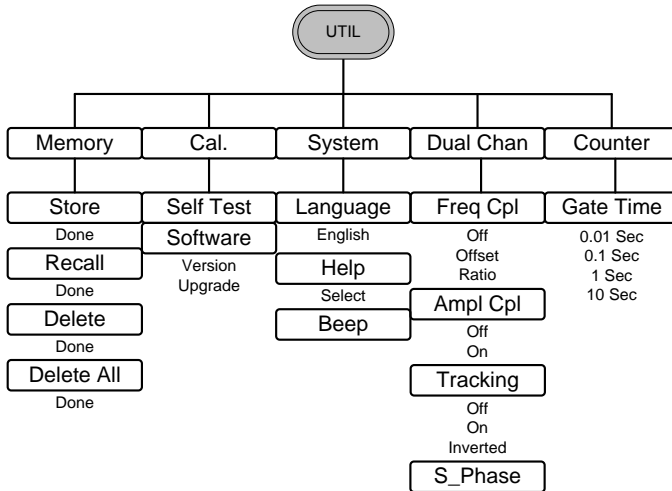 UTIL
Memory
Cal.
System
Dual Chan
Counter
Store
Done
Recall
Done
Delete
Done
Delete All
Done
Self Test
Software
Version
Upgrade
Language
English
Help
Select
Beep
Freq Cpl
Off
Offset
Ratio
Ampl Cpl
Off
On
Tracking
Off
On
Inverted
S_Phase
Gate Time
0.01 Sec
0.1 Sec
1 Sec
10 Sec